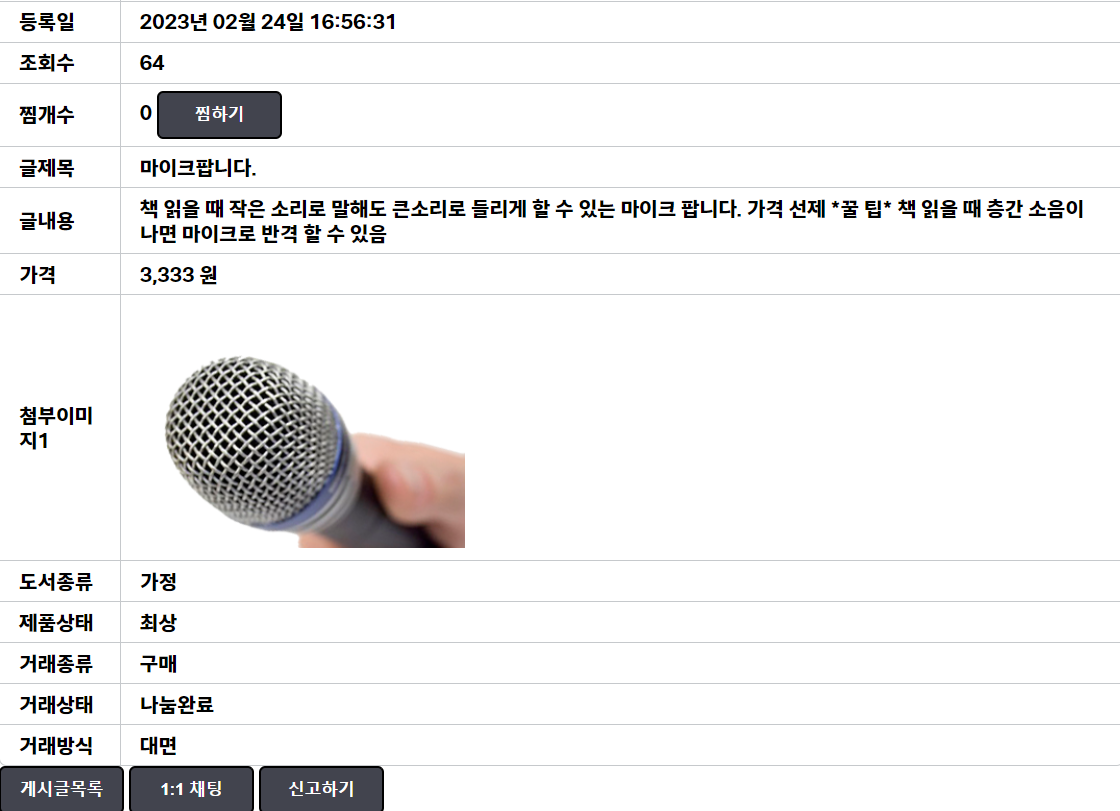 등록일 2023년 02월 24일 16:56:31
조회수 64
찜개수 0 찜하기
글제목 마이크팝니다.
글내용 책 읽을 때 작은 소리로 말해도 큰소리로 들리게 할 수 있는 마이크 팝니다. 가격 선제 *꿀 팁* 책 읽을 때 층간 소음이
나면 마이크로 반격 할 수 있음
가격 3,333 원
첨부이미
지1
도서종류 가정
제품상태 최상
거래종류 구매
거래상태 나눔완료
거래방식 대면
게시글목록 1:1 채팅 신고하기